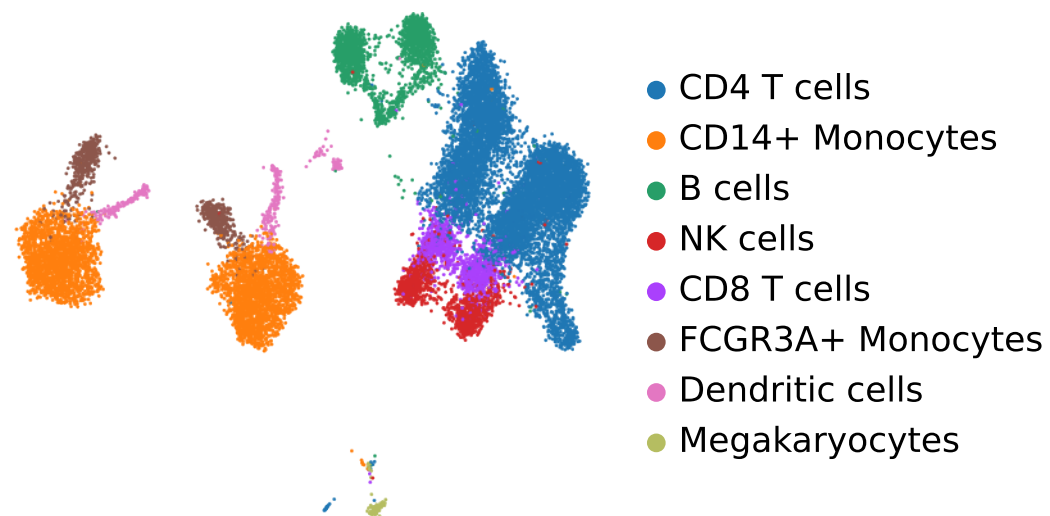 CD4 T cells
CD14+ Monocytes
B cells
NK cells
CD8 T cells
FCGR3A+ Monocytes
Dendritic cells
Megakaryocytes